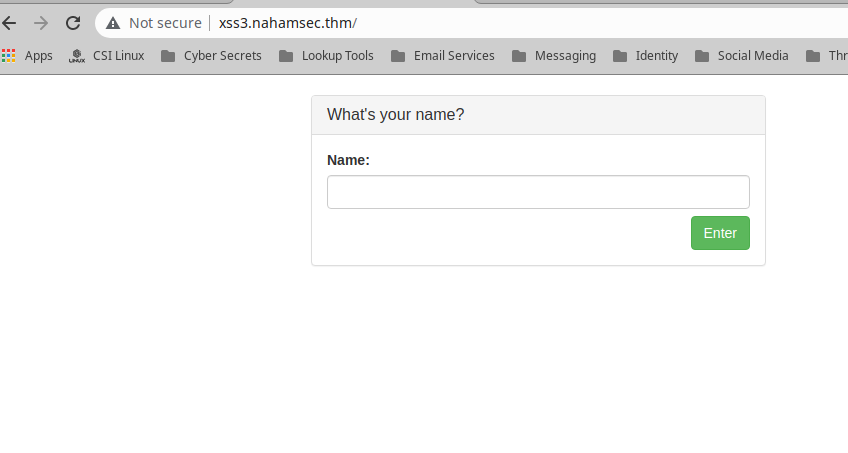 Not secure xss3.nahamsec.thm/
Apps LINUX CSI Linux Cyber Secrets Lookup Tools Email Services Messaging Identity Social Media Thr
What's your name?
Name:
Enter